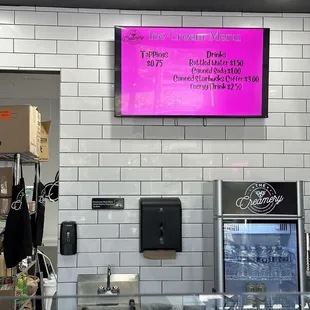 Ice Cream Menu
Toppings
$0.75
Drinks
Bottled Water $1.50
Canned Soda $1.00
Canned Starbucks Coffee $3.00
Energy Drink $2.50
THE
Creamery